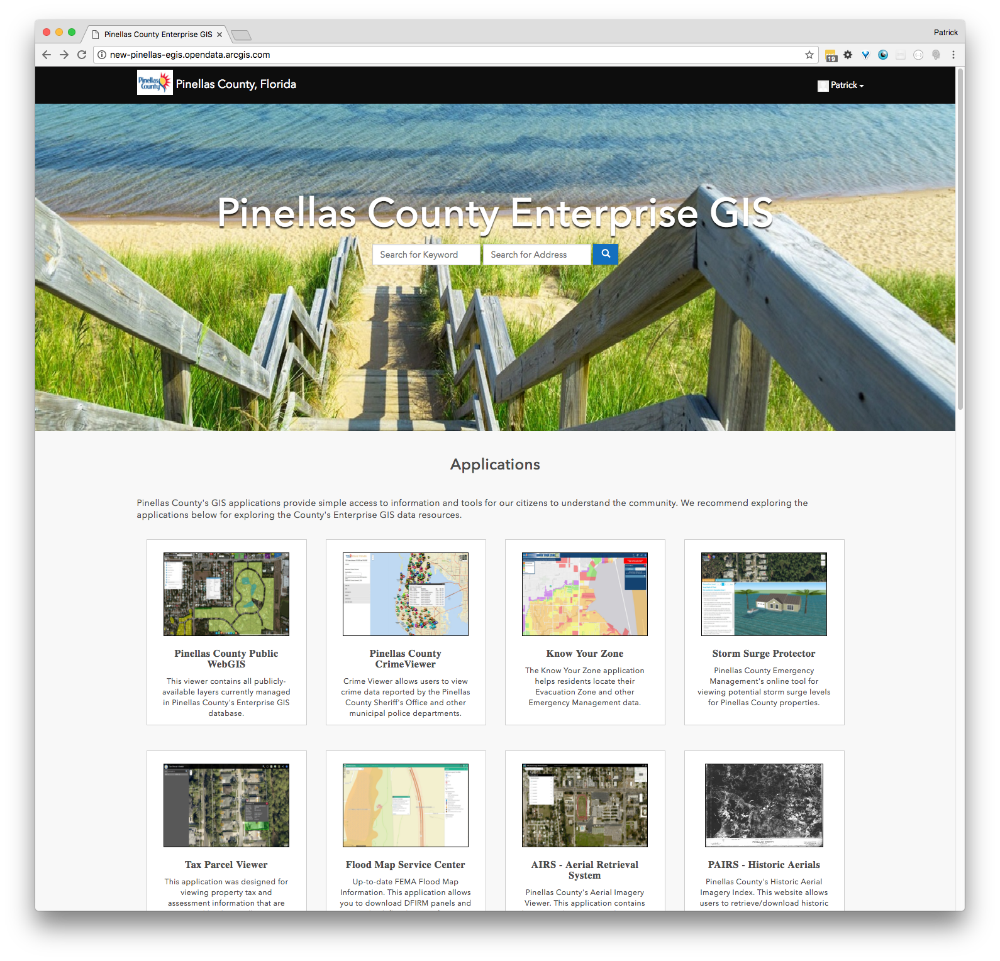 Pinellas County Enterprise GIS
Patrick
new-pinellas-egis.opendata.arcgis.com
19
Pinellas County
Pinellas County, Florida
Patrick
Pinellas County Enterprise GIS
Search for Keyword
Search for Address
Applications
Pinellas County's GIS applications provide simple access to information and tools for our citizens to understand the community. We recommend exploring the
applications below for exploring the County's Enterprise GIS data resources.
Pinellas County Public
WebGIS
This viewer contains all publicly-
available layers currently managed
in Pinellas County's Enterprise GIS
database.
Pinellas County
CrimeViewer
Crime Viewer allows users to view
crime data reported by the Pinellas
County Sheriff's Office and other
municipal police departments.
Know Your Zone
The Know Your Zone application
helps residents locate their
Evacuation Zone and other
Emergency Management data.
Storm Surge Protector
Pinellas County Emergency
Management's online tool for
viewing potential storm surge levels
for Pinellas County properties.
Tax Parcel Viewer
This application was designed for
viewing property tax and
assessment information that are
Flood Map Service Center
Up-to-date FEMA Flood Map
Information. This application allows
you to download DFIRM panels and
AIRS - Aerial Retrieval
System
Pinellas County's Aerial Imagery
Viewer. This application contains
PINELLAS COUNTY
PAIRS - Historic Aerials
Pinellas County's Historic Aerial
Imagery Index. This website allows
users to retrieve/download historic